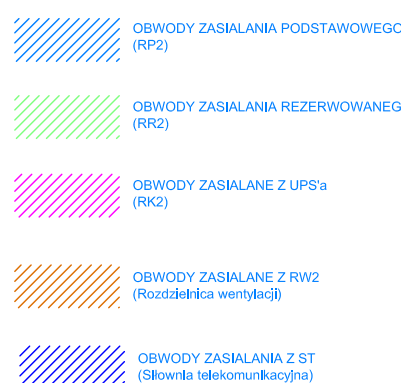 OBWODY ZASIALANIA PODSTAWOWEGO
(RP2)
OBWODY ZASIALANIA REZERWOWANEG
(RR2)
OBWODY ZASIALANE Z UPS'a
(RK2)
OBWODY ZASIALANE Z RW2
(Rozdzielnica wentylacji)
OBWODY ZASIALANIA Z ST
(Siłownia telekomunikacyjna)